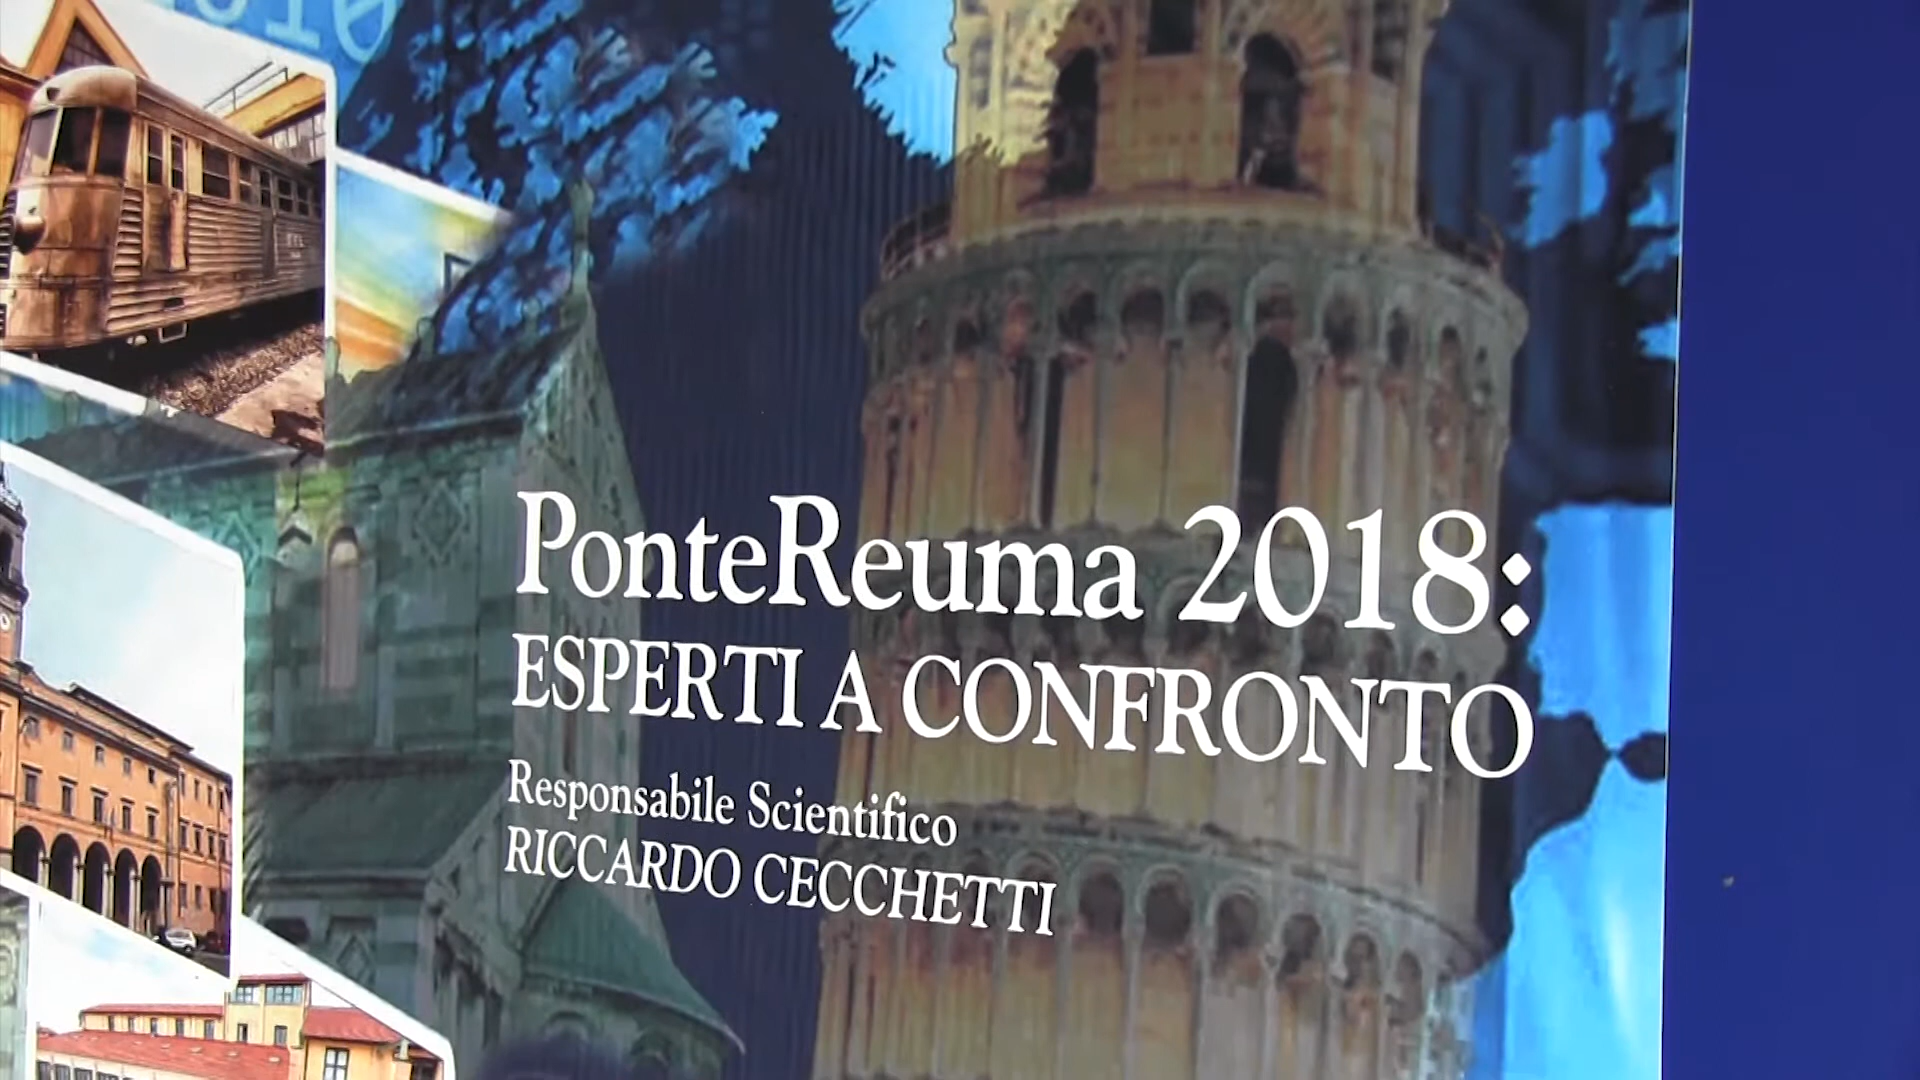 PonteReuma 2018:
ESPERTI A CONFRONTO
Responsabile Scientifico
RICCARDO CECCHETTI